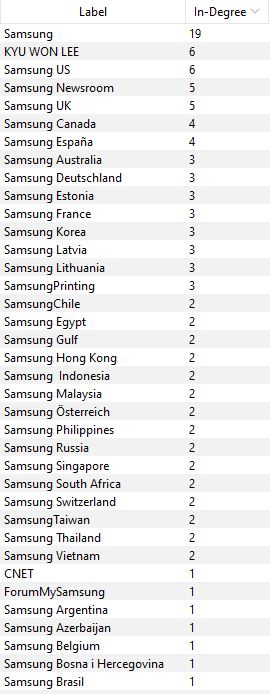 Label In-Degree
Samsung 19
KYU WON LEE 6
Samsung US 6
Samsung Newsroom 5
Samsung UK 5
Samsung Canada 4
Samsung España 4
Samsung Australia 3
Samsung Deutschland 3
Samsung Estonia 3
Samsung France 3
Samsung Korea 3
Samsung Latvia 3
Samsung Lithuania 3
SamsungPrinting 3
SamsungChile 2
Samsung Egypt 2
Samsung Gulf 2
Samsung Hong Kong 2
Samsung  Indonesia 2
Samsung Malaysia 2
Samsung Österreich 2
Samsung Philippines 2
Samsung Russia 2
Samsung Singapore 2
Samsung South Africa 2
Samsung Switzerland 2
SamsungTaiwan 2
Samsung Thailand 2
Samsung Vietnam 2
CNET 1
ForumMySamsung 1
Samsung Argentina 1
Samsung Azerbaijan 1
Samsung Belgium 1
Samsung Bosna i Hercegovina 1
Samsung Brasil 1